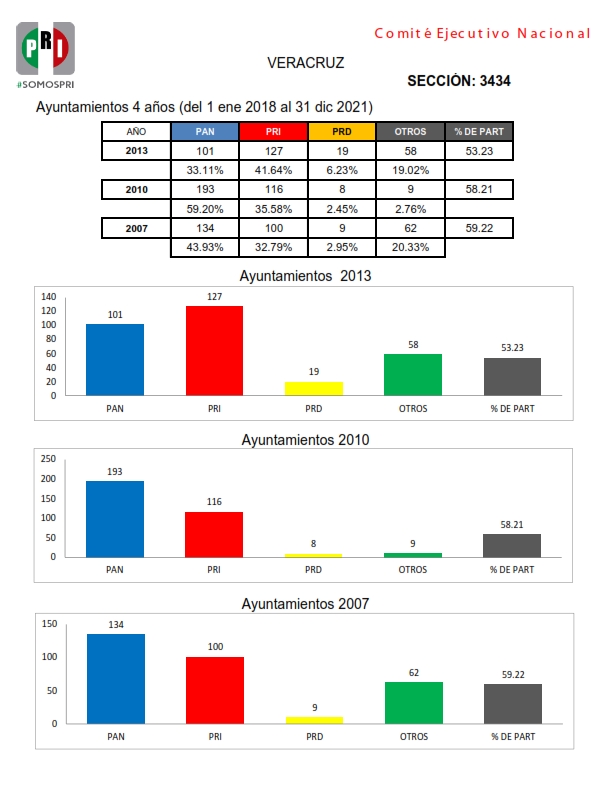 Comité Ejecutivo Nacional
PRI
#SOMOSPRI
VERACRUZ
SECCIÒN: 3434
Ayuntamientos 4 años (del 1 ene 2018 al 31 dic 2021)
AÑO PAN PRI PRD OTROS % DE PART
2013 101 127 19 58 53.23
33.11% 41.64% 6.23% 19.02%
2010 193 116 8 9 58.21
59.20% 35.58% 2.45% 2.76%
2007 134 100 9 62 59.22
43.93% 32.79% 2.95% 20.33%
Ayuntamientos 2013
140
120
100
80
60
40
20
0
101
127
19
58
53.23
PAN PRI PRD OTROS % DE PART
Ayuntamientos 2010
250
200
150
100
50
0
193
116
8
9
58.21
PAN PRI PRD OTROS % DE PART
Ayuntamientos 2007
150
100
50
0
134
100
9
62
59.22
PAN PRI PRD OTROS % DE PART